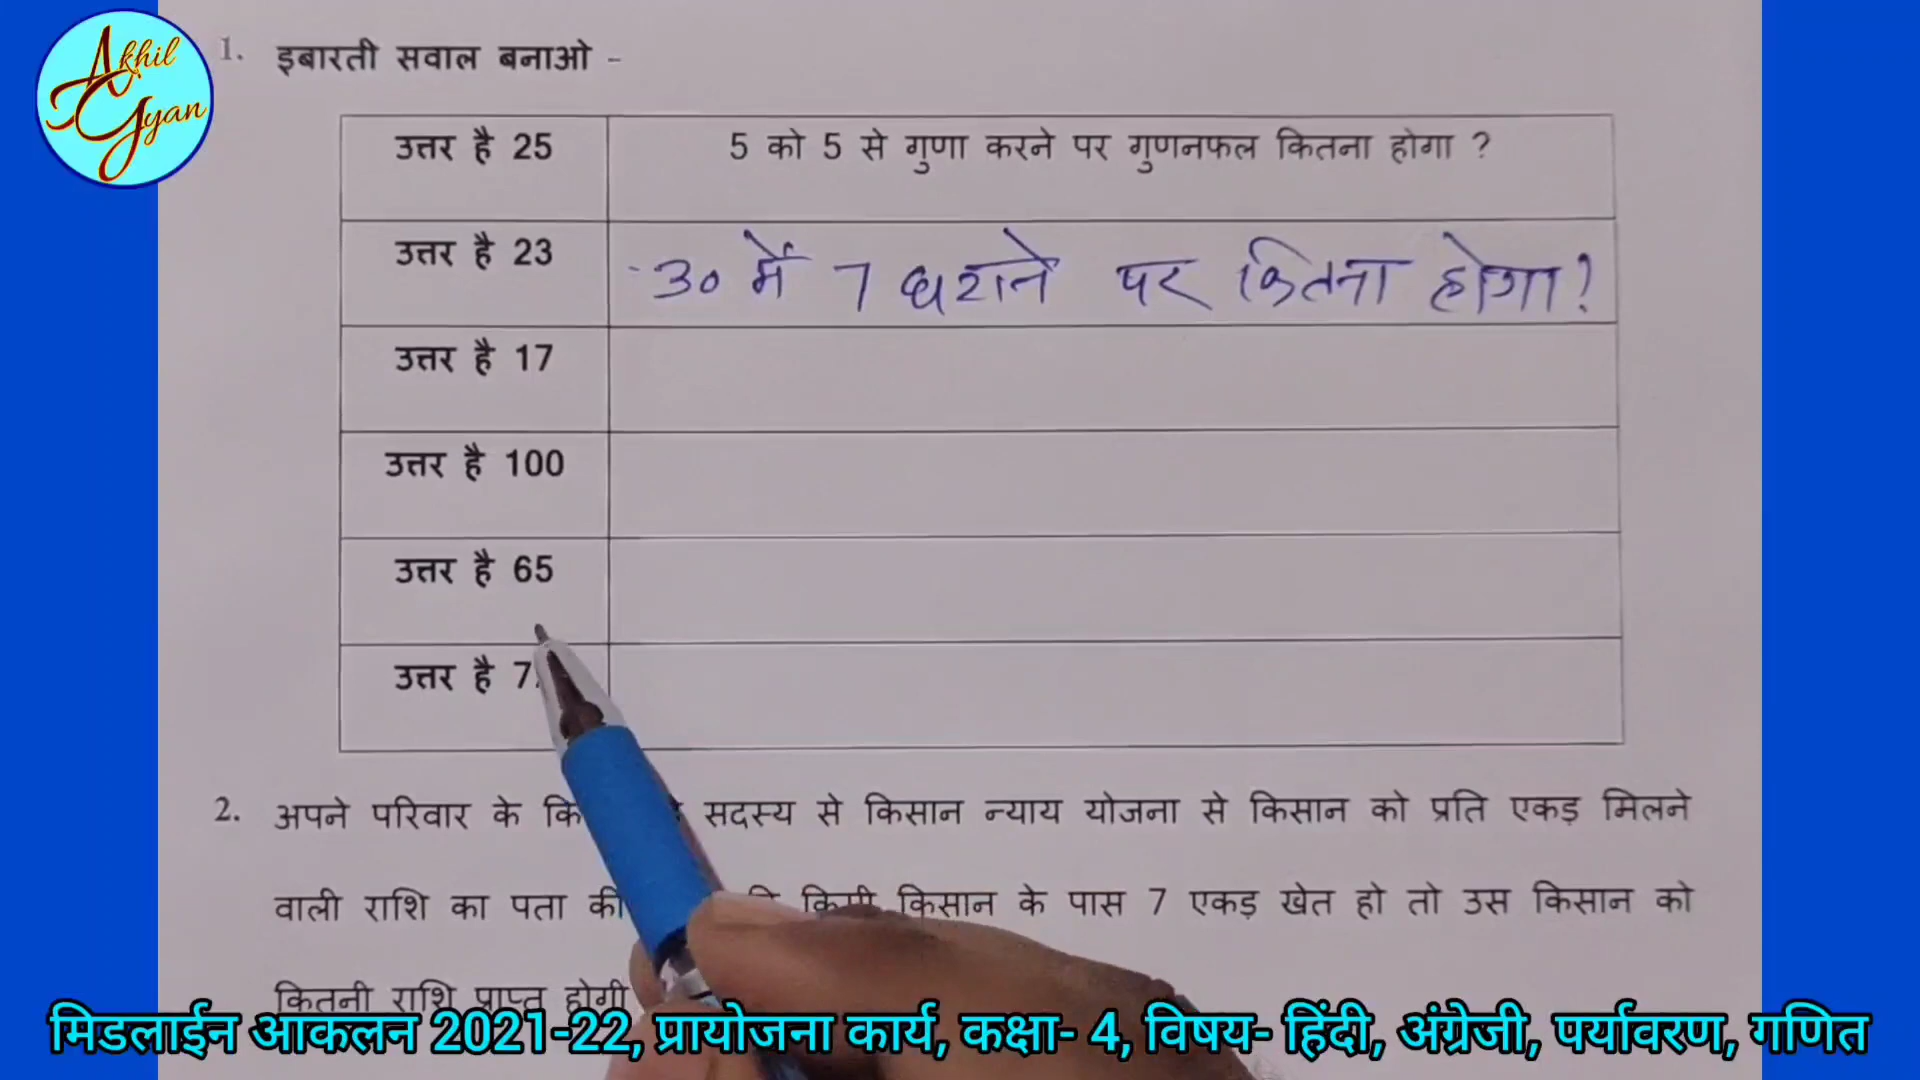 Akhil
Gyan
1. इबारती सवाल बनाओ -
उत्तर है 25
5 को 5 से गुणा करने पर गुणनफल कितना होगा ?
उत्तर है 23
30 में 7 घटाने पर कितना होगा?
उत्तर है 17
उत्तर है 100
उत्तर है 65
उत्तर है
2. अपने परिवार के सदस्य से किसान न्याय योजना से किसान को प्रति एकड़ मिलने
वाली राशि का पता किसी किसान के पास 7 एकड़ खेत हो तो उस किसान को
कितनी राशि प्राप्त होगी
मिडलाईन आकलन 2021-22, प्रायोजना कार्य, कक्षा- 4, विषय- हिंदी, अंग्रेजी, पर्यावरण, गणित